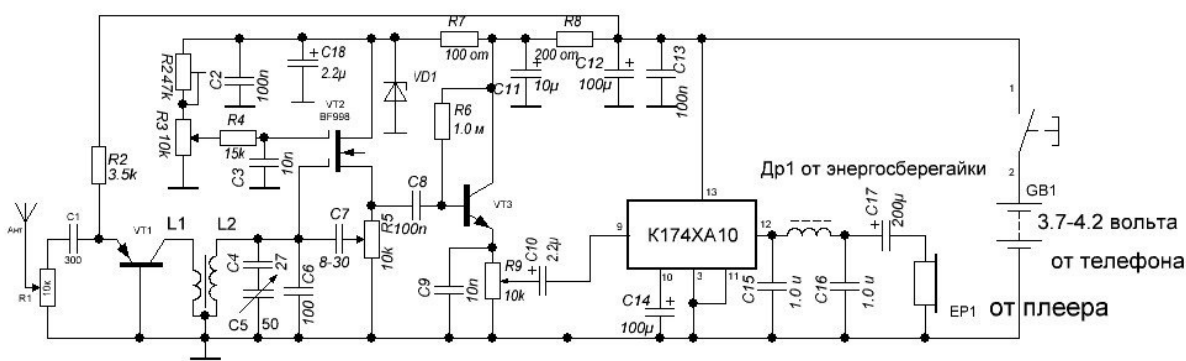 R7
100 om
R8
200 om
C18
2.2µ
C2
100n
R2 47k
R3 10k
VD1
VT2
BF998
R4
15k
C3
10n
R6
1.0 м
C11
10µ
C12
100µ
C13
100n
1
2
GB1
3.7-4.2 вольта
от телефона
R2
3.5k
Др1 от энергосберегайки
Ант
C1
300
VT1
L1
L2
R1
10k
C4
27
C5
50
C6
100
C7
8-30
R5
10k
C8
100n
VT3
C9
10n
R9
10k
C10
2.2µ
К174ХА10
9
13
12
10
3
11
C14
100µ
C15
1.0 u
C16
1.0 u
C17
200µ
EP1
от плеера